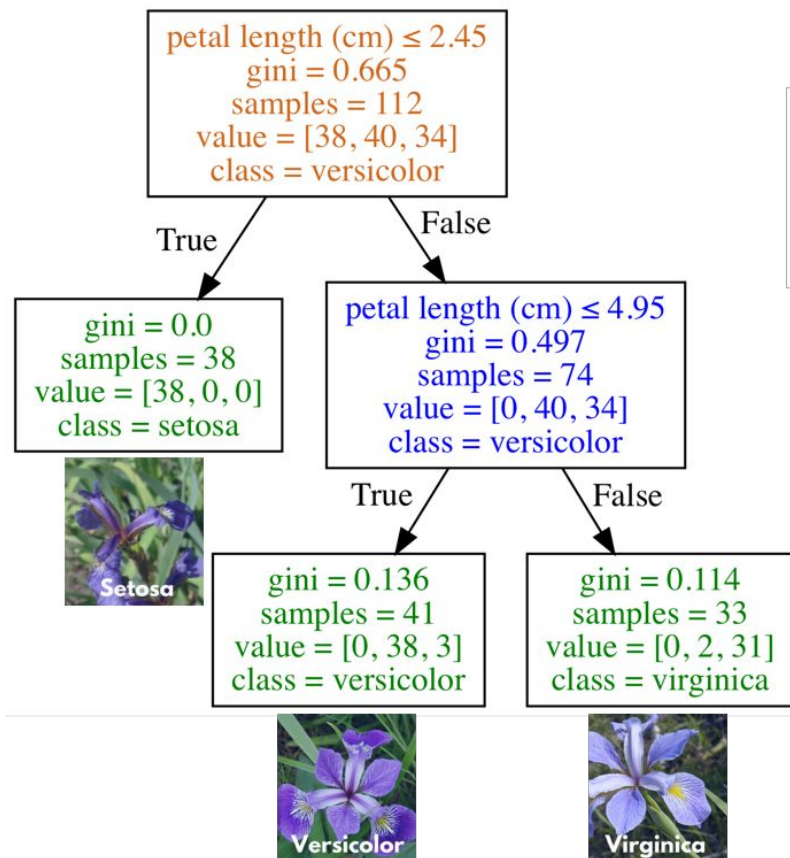 petal length (cm) ≤ 2.45
gini = 0.665
samples = 112
value = [38, 40, 34]
class = versicolor
True
False
gini = 0.0
samples = 38
value = [38, 0, 0]
class = setosa
Setosa
petal length (cm) ≤ 4.95
gini = 0.497
samples = 74
value = [0, 40, 34]
class = versicolor
True
False
gini = 0.136
samples = 41
value = [0, 38, 3]
class = versicolor
Versicolor
gini = 0.114
samples = 33
value = [0, 2, 31]
class = virginica
Virginica